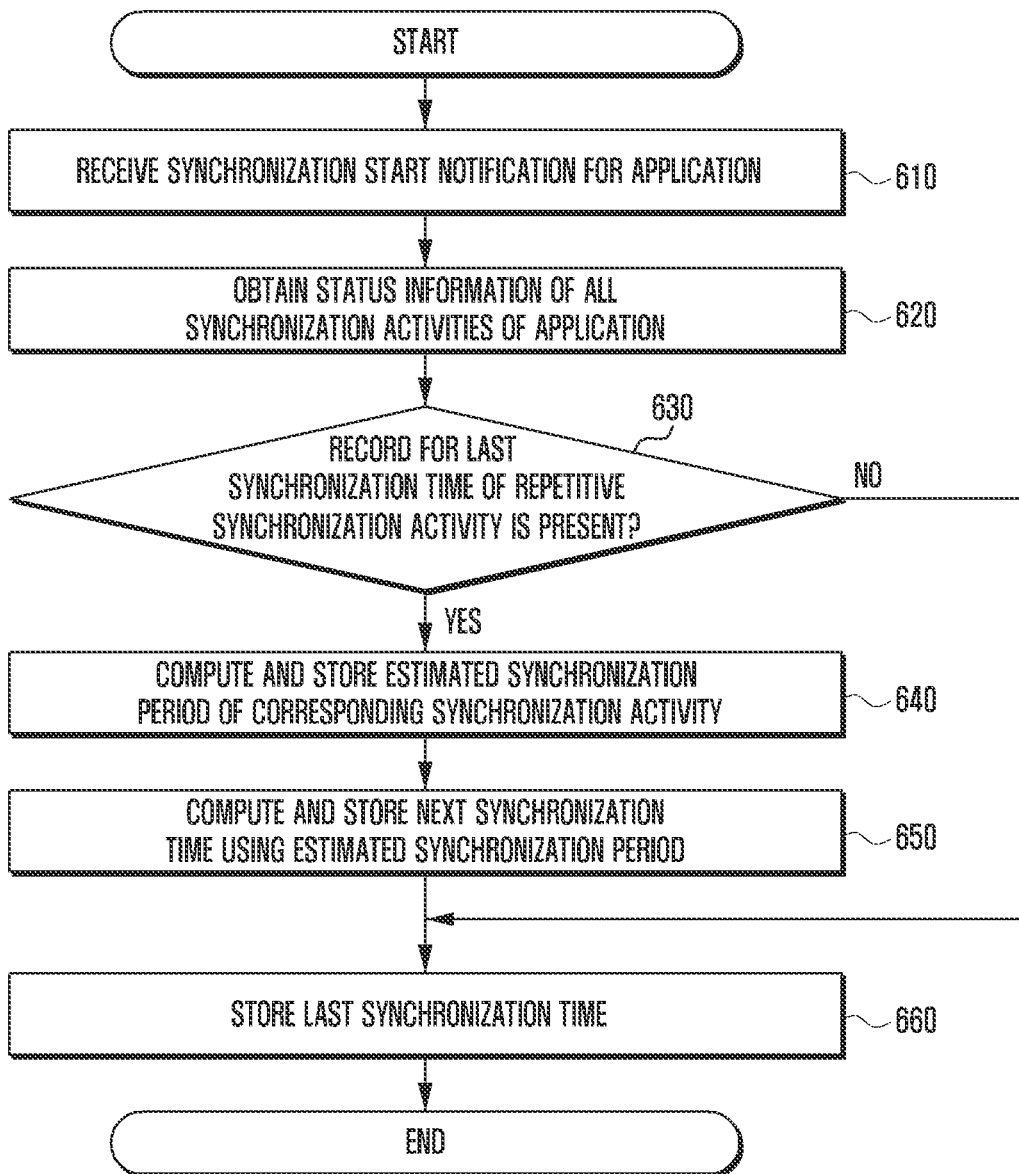 START
RECEIVE SYNCHRONIZATION START NOTIFICATION FOR APPLICATION
610
OBTAIN STATUS INFORMATION OF ALL
SYNCHRONIZATION ACTIVITIES OF APPLICATION
620
630
RECORD FOR LAST
SYNCHRONIZATION TIME OF REPETITIVE
SYNCHRONIZATION ACTIVITY IS PRESENT?
NO
YES
COMPUTE AND STORE ESTIMATED SYNCHRONIZATION
PERIOD OF CORRESPONDING SYNCHRONIZATION ACTIVITY
640
COMPUTE AND STORE NEXT SYNCHRONIZATION
TIME USING ESTIMATED SYNCHRONIZATION PERIOD
650
STORE LAST SYNCHRONIZATION TIME
660
END